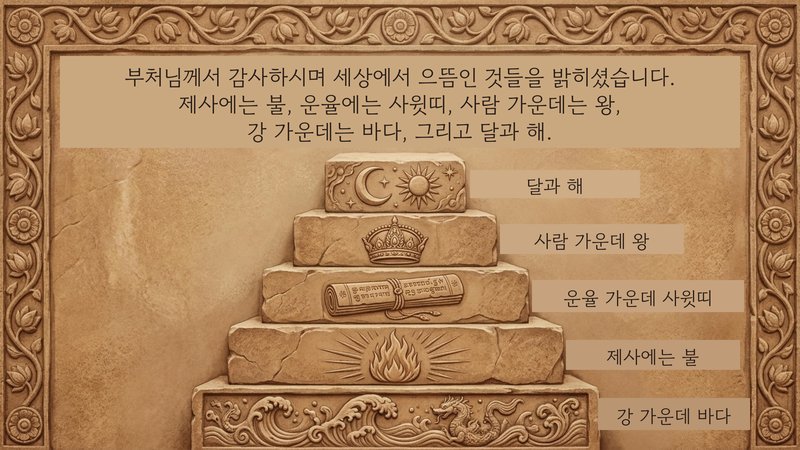 부처님께서 감사하시며 세상에서 으뜸인 것들을 밝히셨습니다.
제사에는 불, 운율에는 사윗띠, 사람 가운데는 왕,
강 가운데는 바다, 그리고 달과 해.
달과 해
사람 가운데 왕
운율 가운데 사윗띠
제사에는 불
강 가운데 바다